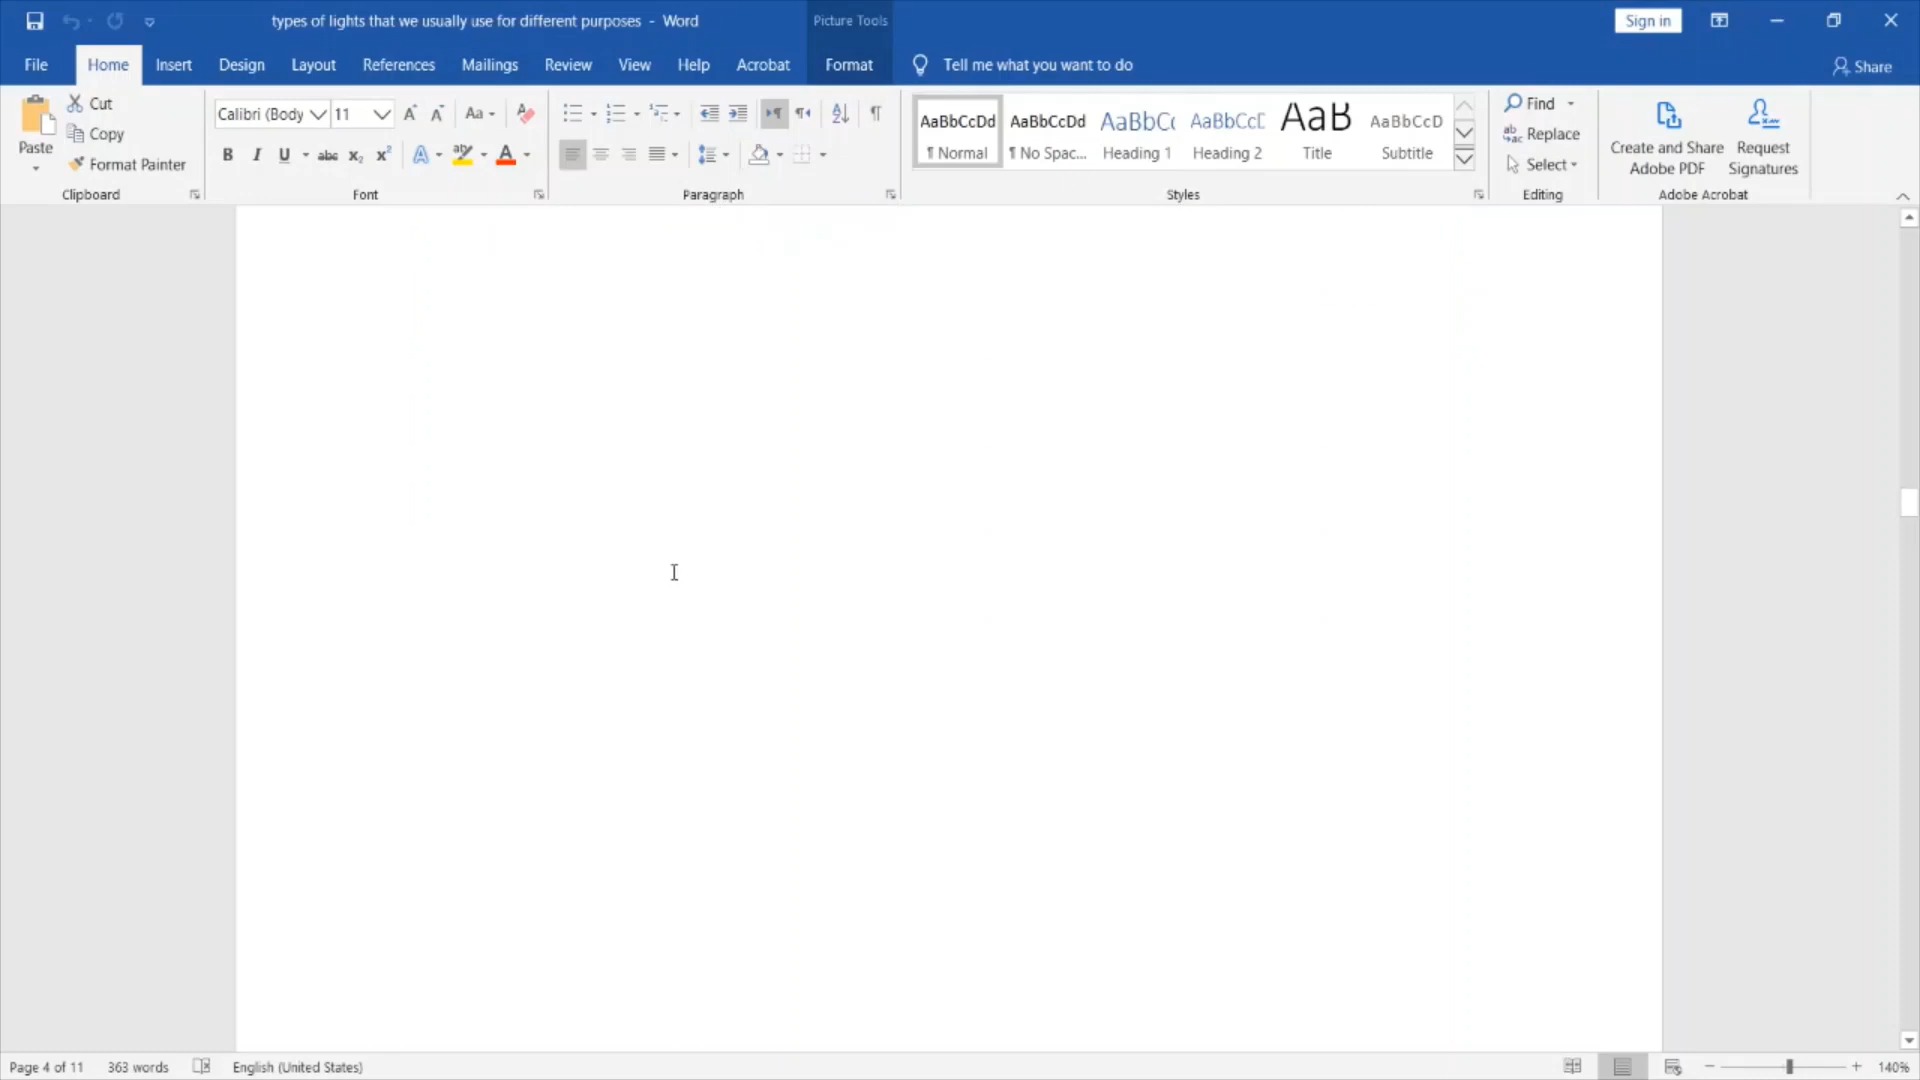 types of lights that we usually use for different purposes - Word
Picture Tools
Sign in
File
Home
Insert
Design
Layout
References
Mailings
Review
View
Help
Acrobat
Format
Tell me what you want to do
Share
Paste
Cut
Copy
Format Painter
Clipboard
Calibri (Body
11
Font
Paragraph
AaBbCcDd
¶ Normal
AaBbCcDd
¶ No Spac...
AaBbCc
Heading 1
AaBbCcC
Heading 2
AaB
Title
AaBbCcD
Subtitle
Styles
Find
Replace
Select
Editing
Create and Share
Adobe PDF
Request
Signatures
Adobe Acrobat
Page 4 of 11
363 words
English (United States)
140%